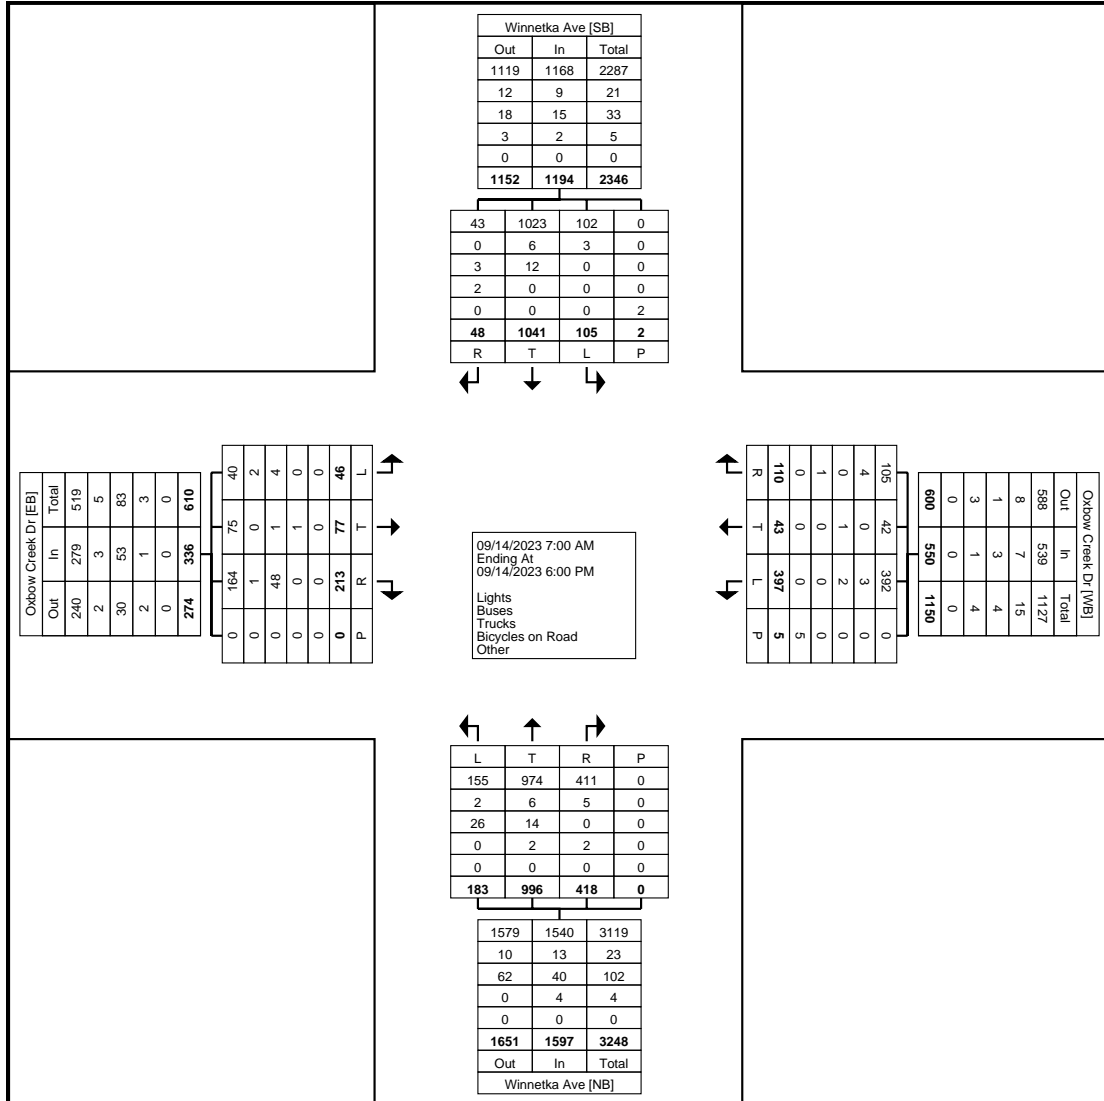 Winnetka Ave [SB]
Out In Total
1119 1168 2287
12 9 21
18 15 33
3 2 5
0 0 0
1152 1194 2346
43 1023 102 0
0 6 3 0
3 12 0 0
2 0 0 0
0 0 0 2
48 1041 105 2
R T L P
Oxbow Creek Dr [EB]
Total In Out
519 279 240
5 3 2
83 53 30
3 1 2
0 0 0
610 336 274
40 75 164 0
2 0 1 0
4 1 48 0
0 1 0 0
0 0 0 0
46 77 213 0
L T R P
09/14/2023 7:00 AM
Ending At
09/14/2023 6:00 PM
Lights
Buses
Trucks
Bicycles on Road
Other
R T L P
110 43 397 5
0 0 0 5
1 0 0 0
0 1 2 0
4 0 3 0
105 42 392 0
Oxbow Creek Dr [WB]
Out In Total
588 539 1127
8 7 15
1 3 4
3 1 4
0 0 0
600 550 1150
L T R P
155 974 411 0
2 6 5 0
26 14 0 0
0 2 2 0
0 0 0 0
183 996 418 0
1579 1540 3119
10 13 23
62 40 102
0 4 4
0 0 0
1651 1597 3248
Out In Total
Winnetka Ave [NB]